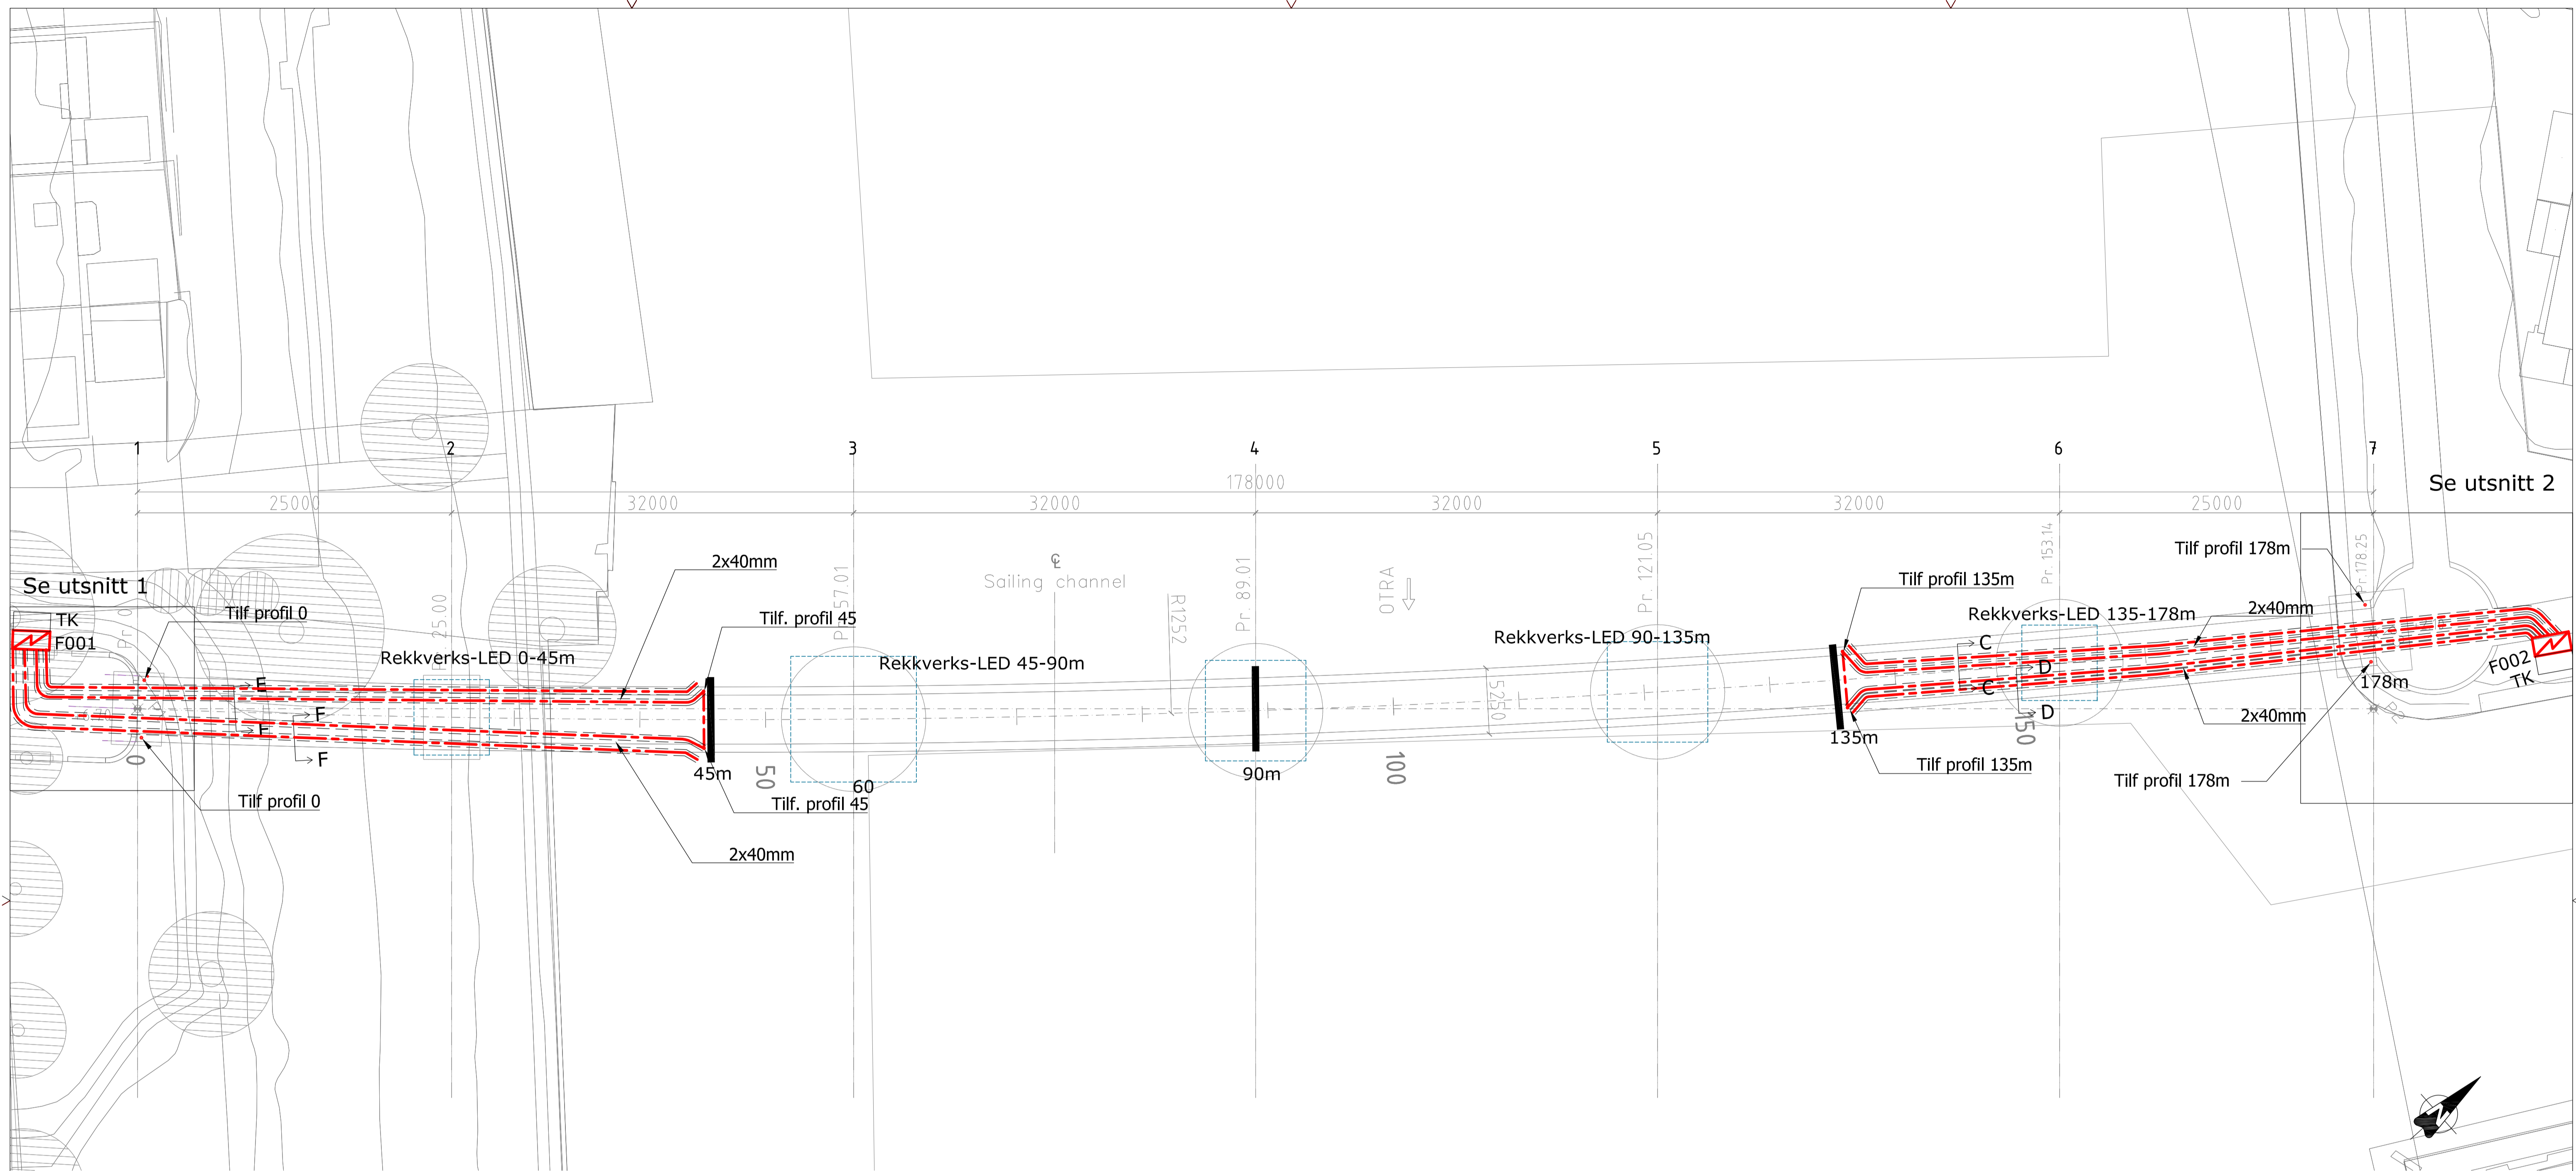 1
2
3
4
5
6
7
178000
25000
32000
32000
32000
32000
25000
Se utsnitt 2
Se utsnitt 1
TK
F001
Pr. 0
Tilf profil 0
Tilf profil 0
0
Rekkverks-LED 0-45m
E
E
F
F
2x40mm
2x40mm
Tilf. profil 45
Tilf. profil 45
45m
50
60
Pr. 57.01
Rekkverks-LED 45-90m
℄
Sailing channel
R1252
Pr. 89.01
90m
OTRA
100
5250
Rekkverks-LED 90-135m
Pr. 121.05
Tilf profil 135m
Tilf profil 135m
135m
C
C
D
D
150
Pr. 153.14
Rekkverks-LED 135-178m
2x40mm
2x40mm
Tilf profil 178m
Tilf profil 178m
Pr.178.25
178m
F002
TK
N